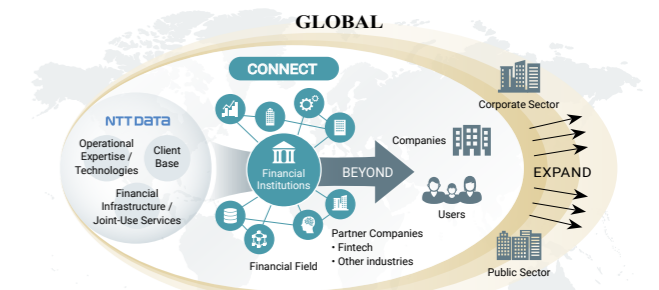 GLOBAL
CONNECT
NTT DATA
Operational
Expertise /
Technologies
Client
Base
Financial
Infrastructure /
Joint-Use Services
Financial
Institutions
BEYOND
Financial Field
Partner Companies
• Fintech
• Other industries
Companies
Users
Corporate Sector
EXPAND
Public Sector